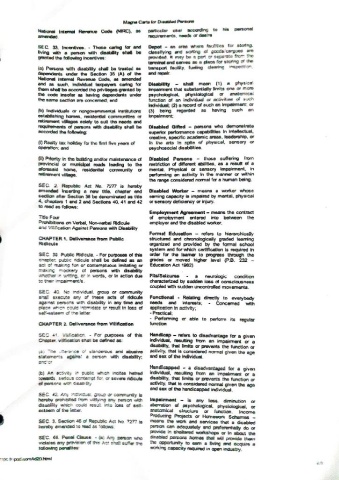 Magna Carta for Disabled Persons
National Internal Revenue Code (NIRC), as
amended.
SEC. 33. Incentives. - Those caring for and
living with a person with disability shall be
granted the following incentives:
(a) Persons with disability shall be treated as
dependents under the Section 35 (A) of the
National Internal Revenue Code, as amended
and as such, individual taxpayers caring for
them shall be accorded the privileges granted by
the code insofar as having dependents under
the same section are concerned; and
(b) Individuals or nongovernmental institutions
establishing homes, residential communities or
retirement villages solely to suit the needs and
requirements of persons with disability shall be
accorded the following:
(i) Realty tax holiday for the first five years of
operation; and
(ii) Priority in the building and/or maintenance of
provincial or municipal roads leading to the
aforesaid home, residential community or
retirement village.
SEC. 2. Republic Act No. 7277 is hereby
amended inserting a new title, chapter and
section after Section 38 to be denominated as title
4, chapters 1 and 2 and Sections 40, 41 and 42
to read as follows:
Title Four
Prohibitions on Verbal, Non-verbal Ridicule
and Vilification Against Persons with Disability
CHAPTER 1. Deliverance from Public
Ridicule
SEC. 39. Public Ridicule. - For purposes of this
chapter, public ridicule shall be defined as an
act of making fun or contemptuous imitating or
making mockery of persons with disability
whether in writing, or in words, or in action due
to their impairment/s.
SEC. 40. No individual, group or community
shall execute any of these acts of ridicule
against persons with disability in any time and
place which could intimidate or result in loss of
self-esteem of the latter.
CHAPTER 2. Deliverance from Vilification
SEC. 41. Vilification. - For purposes of this
Chapter, vilification shall be defined as:
(a) The utterance of slanderous and abusive
statements against a person with disability;
and/or
(b) An activity in public which incites hatred
towards, serious contempt for, or severe ridicule
of persons with disability.
SEC. 42. Any individual, group or community is
hereby prohibited from vilifying any person with
disability which could result into loss of self-
esteem of the latter.
SEC. 3. Section 46 of Republic Act No. 7277 is
hereby amended to read as follows:
SEC. 46. Penal Clause. - (a) Any person who
violates any provision of this Act shall suffer the
following penalties:
particular color according to his personal
requirements, needs or desire
Depot - an area where facilities for storing,
classifying and sorting of goods/cargoes are
provided. It may be a part or separate from the
terminal and serves as a place for storing of the
transport facility, fueling, cleaning, inspection,
and repair
Disability - shall mean (1) a physical
impairment that substantially limits one or more
psychological, physiological or anatomical
function of an individual or activities of such
individual; (2) a record of such an impairment; or
(3) being regarded as having such an
impairment.
Disabled Gifted - persons who demonstrate
superior performance capabilities in intellectual,
creative, specific academic areas, leadership, or
in the arts in spite of physical, sensory or
psychosocial disabilities.
Disabled Persons - those suffering from
restriction of different abilities, as a result of a
mental, physical or sensory impairment, in
performing an activity in the manner or within
the range considered normal for a human being.
Disabled Worker - means a worker whose
earning capacity is impaired by mental, physical
or sensory deficiency or injury.
Employment Agreement - means the contract
of employment entered into between the
employer and the disabled worker.
Formal Education - refers to hierarchically
structured and chronologically graded learning
organized and provided by the formal school
system and for which certification is required in
order for the learner to progress through the
grades or moved higher level (P.D. 232 -
Education Act 1982)
Fits/Seizures - a neurologic condition
characterized by sudden loss of consciousness
coupled with sudden uncontrolled movements.
Functional - Relating directly to everybody
needs and interests. - Concerned with
application in activity;
- Practical;
- Performing or able to perform its regular
function
Handicap - refers to disadvantage for a given
individual, resulting from an impairment or a
disability, that limits or prevents the function or
activity, that is considered normal given the age
and sex of the individual.
Handicapped - a disadvantaged for a given
individual, resulting from an impairment or a
disability, that limits or prevents the function or
activity, that is considered normal given the age
and sex of the handicapped individual.
Impairment - is any loss, diminution or
aberration of psychological, physiological, or
anatomical structure or function. Income
Producing Projects or Homework Schemes -
means the work and services that a disabled
person can adequately and preferentially do or
provide in sheltered workshops or in about the
disabled persons homes that will provide them
the opportunity to earn a living and acquire a
working capacity required in open industry.